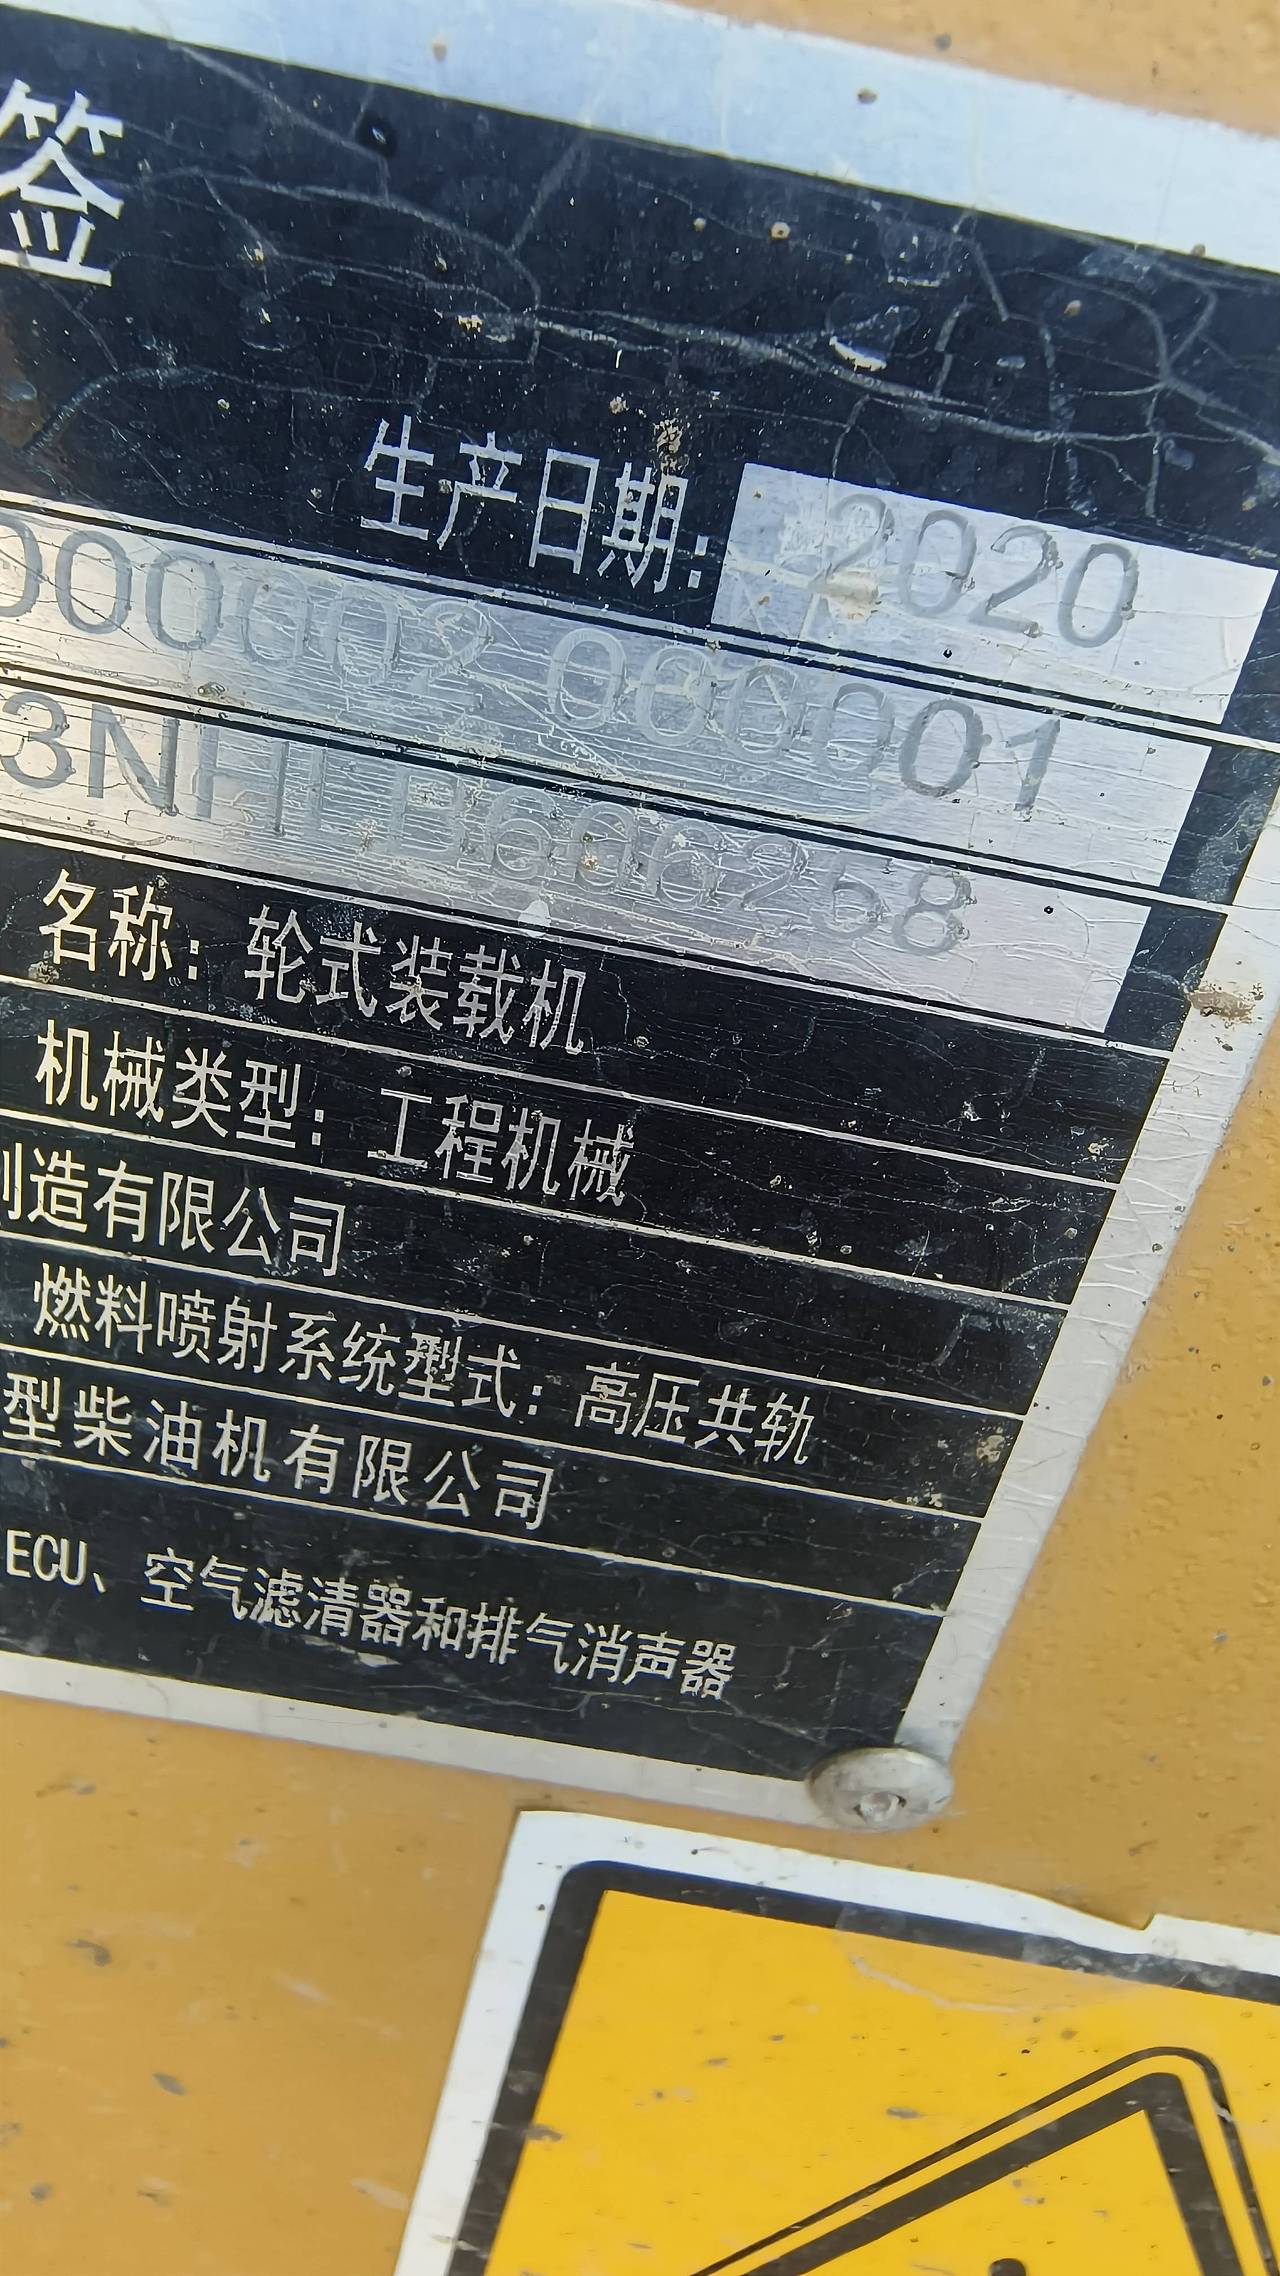 签
生产日期: 2020
000002 000001
3NHLB606258
名称: 轮式装载机
机械类型: 工程机械
制造有限公司
燃料喷射系统型式: 高压共轨
型柴油机有限公司
ECU、空气滤清器和排气消声器